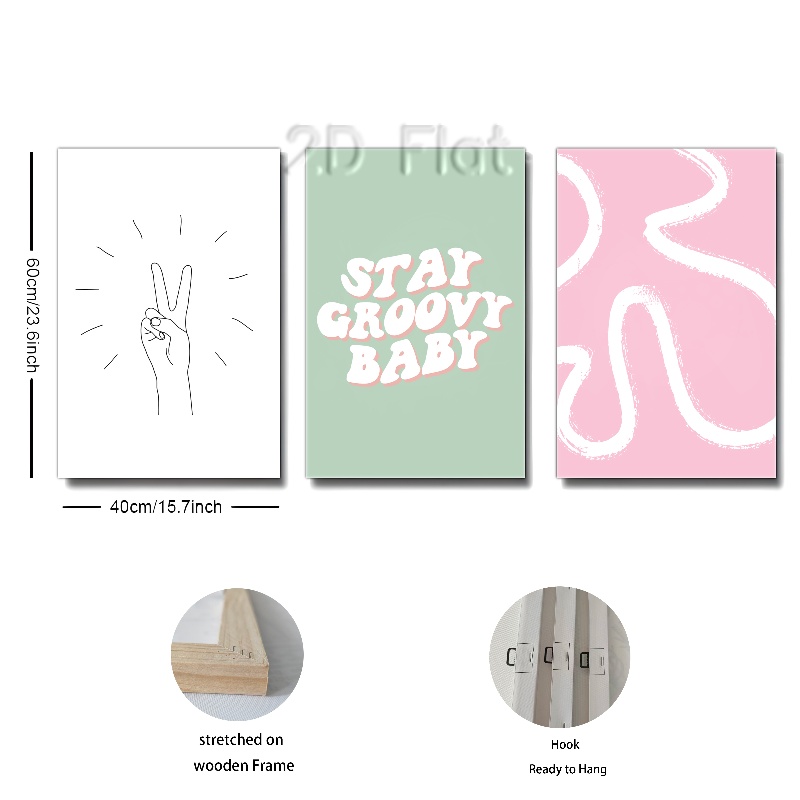 2D Flat
60cm/23.6inch
STAY
GROOVY
BABY
40cm/15.7inch
stretched on
wooden Frame
Hook
Ready to Hang